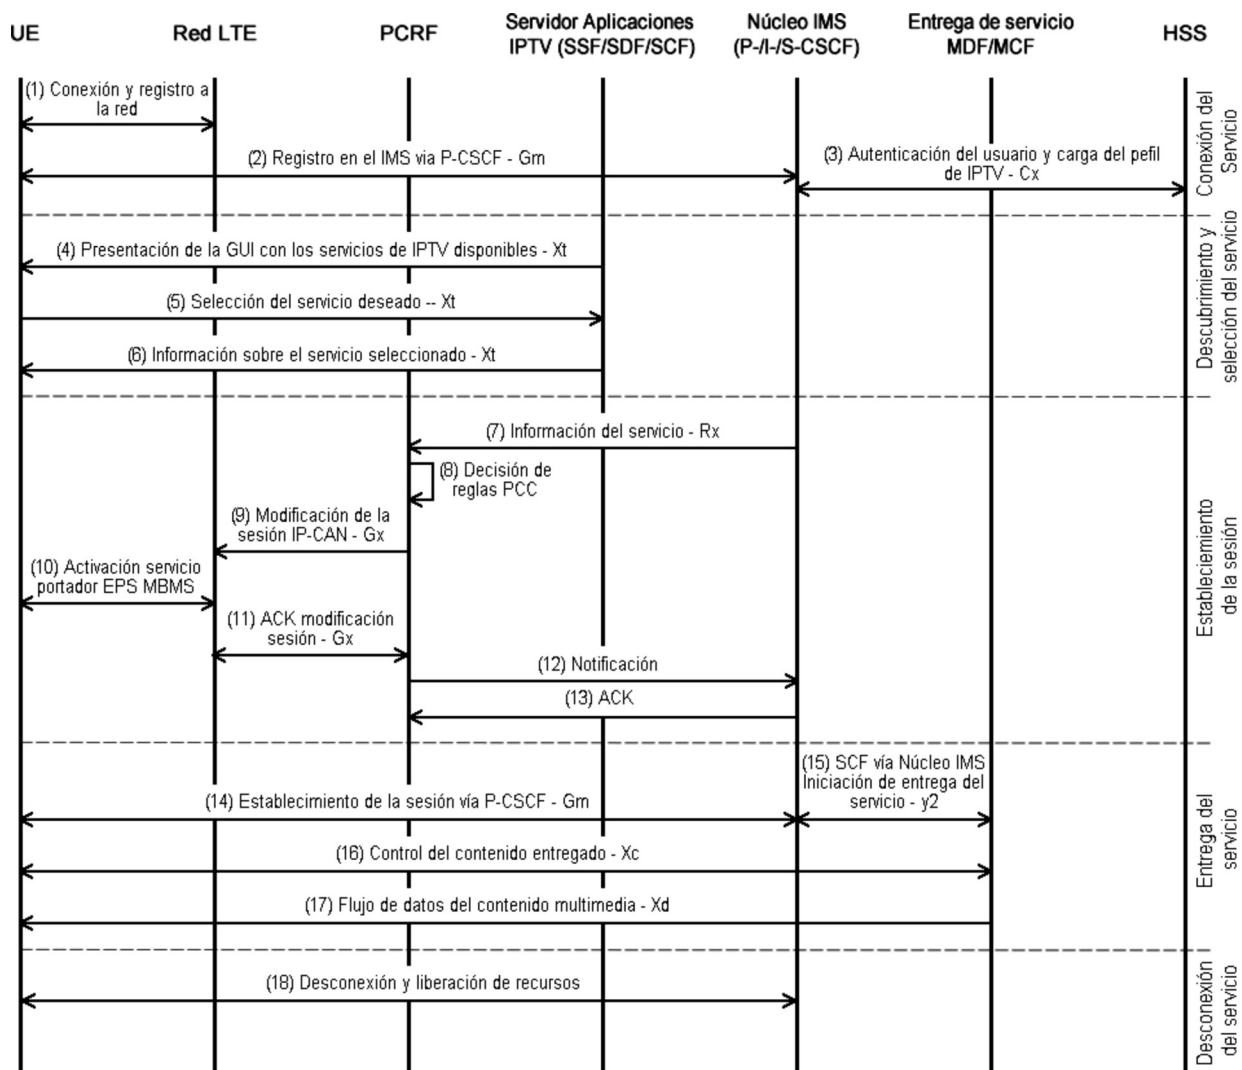 UE
Red LTE
PCRF
Servidor Aplicaciones
IPTV (SSF/SDF/SCF)
Núcleo IMS
(P-/I-/S-CSCF)
Entrega de servicio
MDF/MCF
HSS
(1) Conexión y registro a
la red
(2) Registro en el IMS via P-CSCF - Gm
(3) Autenticación del usuario y carga del pefil
de IPTV - Cx
Conexión del
Servicio
(4) Presentación de la GUI con los servicios de IPTV disponibles - Xt
(5) Selección del servicio deseado -- Xt
(6) Información sobre el servicio seleccionado - Xt
Descubrimiento y
selección del servicio
(7) Información del servicio - Rx
(8) Decisión de
reglas PCC
(9) Modificación de la
sesión IP-CAN - Gx
(10) Activación servicio
portador EPS MBMS
(11) ACK modificación
sesión - Gx
(12) Notificación
(13) ACK
Estableciemiento
de la sesión
(14) Establecimiento de la sesión vía P-CSCF - Gm
(15) SCF vía Núcleo IMS
Iniciación de entrega del
servicio - y2
(16) Control del contenido entregado - Xc
(17) Flujo de datos del contenido multimedia - Xd
Entrega del
servicio
(18) Desconexión y liberación de recursos
Desconexión
del servicio